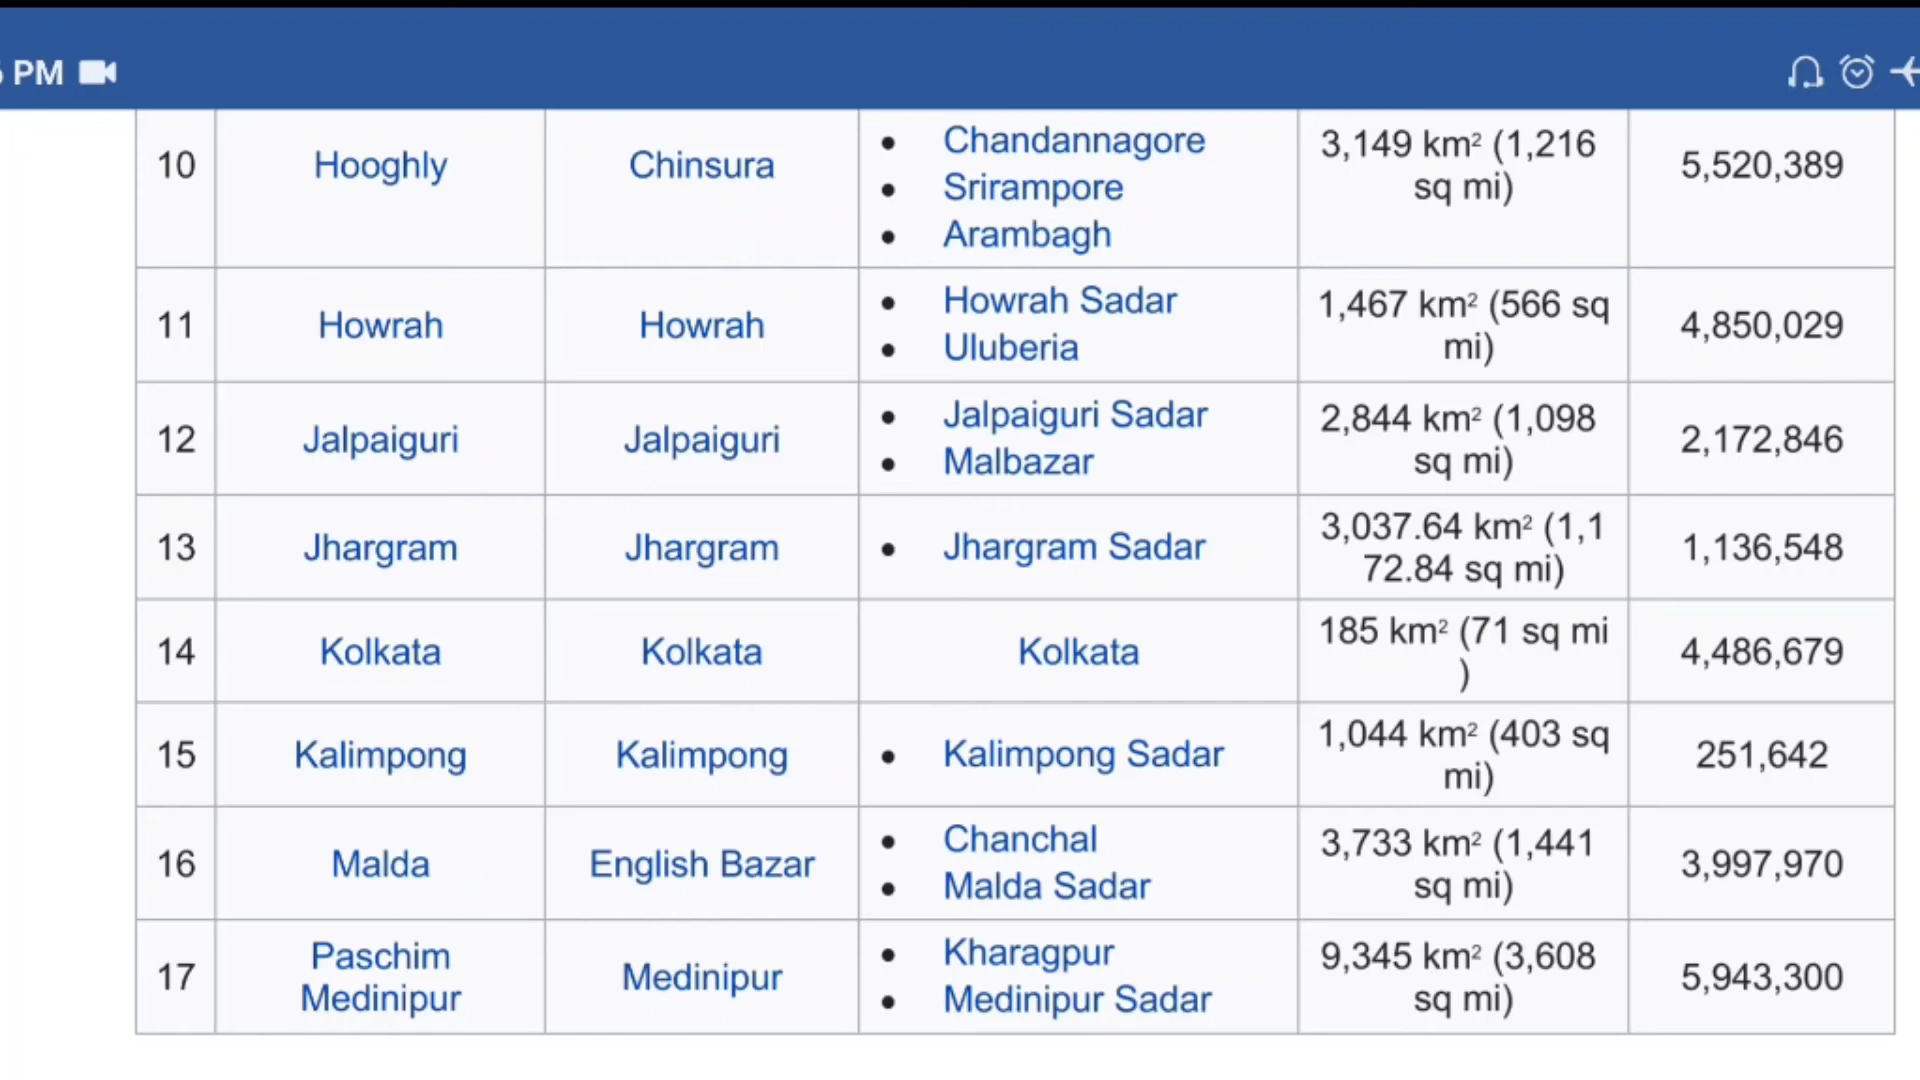 PM
10 Hooghly Chinsura
Chandannagore
Srirampore
Arambagh
3,149 km² (1,216
sq mi)
5,520,389
11 Howrah Howrah
Howrah Sadar
Uluberia
1,467 km² (566 sq
mi)
4,850,029
12 Jalpaiguri Jalpaiguri
Jalpaiguri Sadar
Malbazar
2,844 km² (1,098
sq mi)
2,172,846
13 Jhargram Jhargram
Jhargram Sadar
3,037.64 km² (1,1
72.84 sq mi)
1,136,548
14 Kolkata Kolkata
Kolkata
185 km² (71 sq mi
)
4,486,679
15 Kalimpong Kalimpong
Kalimpong Sadar
1,044 km² (403 sq
mi)
251,642
16 Malda English Bazar
Chanchal
Malda Sadar
3,733 km² (1,441
sq mi)
3,997,970
17
Paschim
Medinipur
Medinipur
Kharagpur
Medinipur Sadar
9,345 km² (3,608
sq mi)
5,943,300